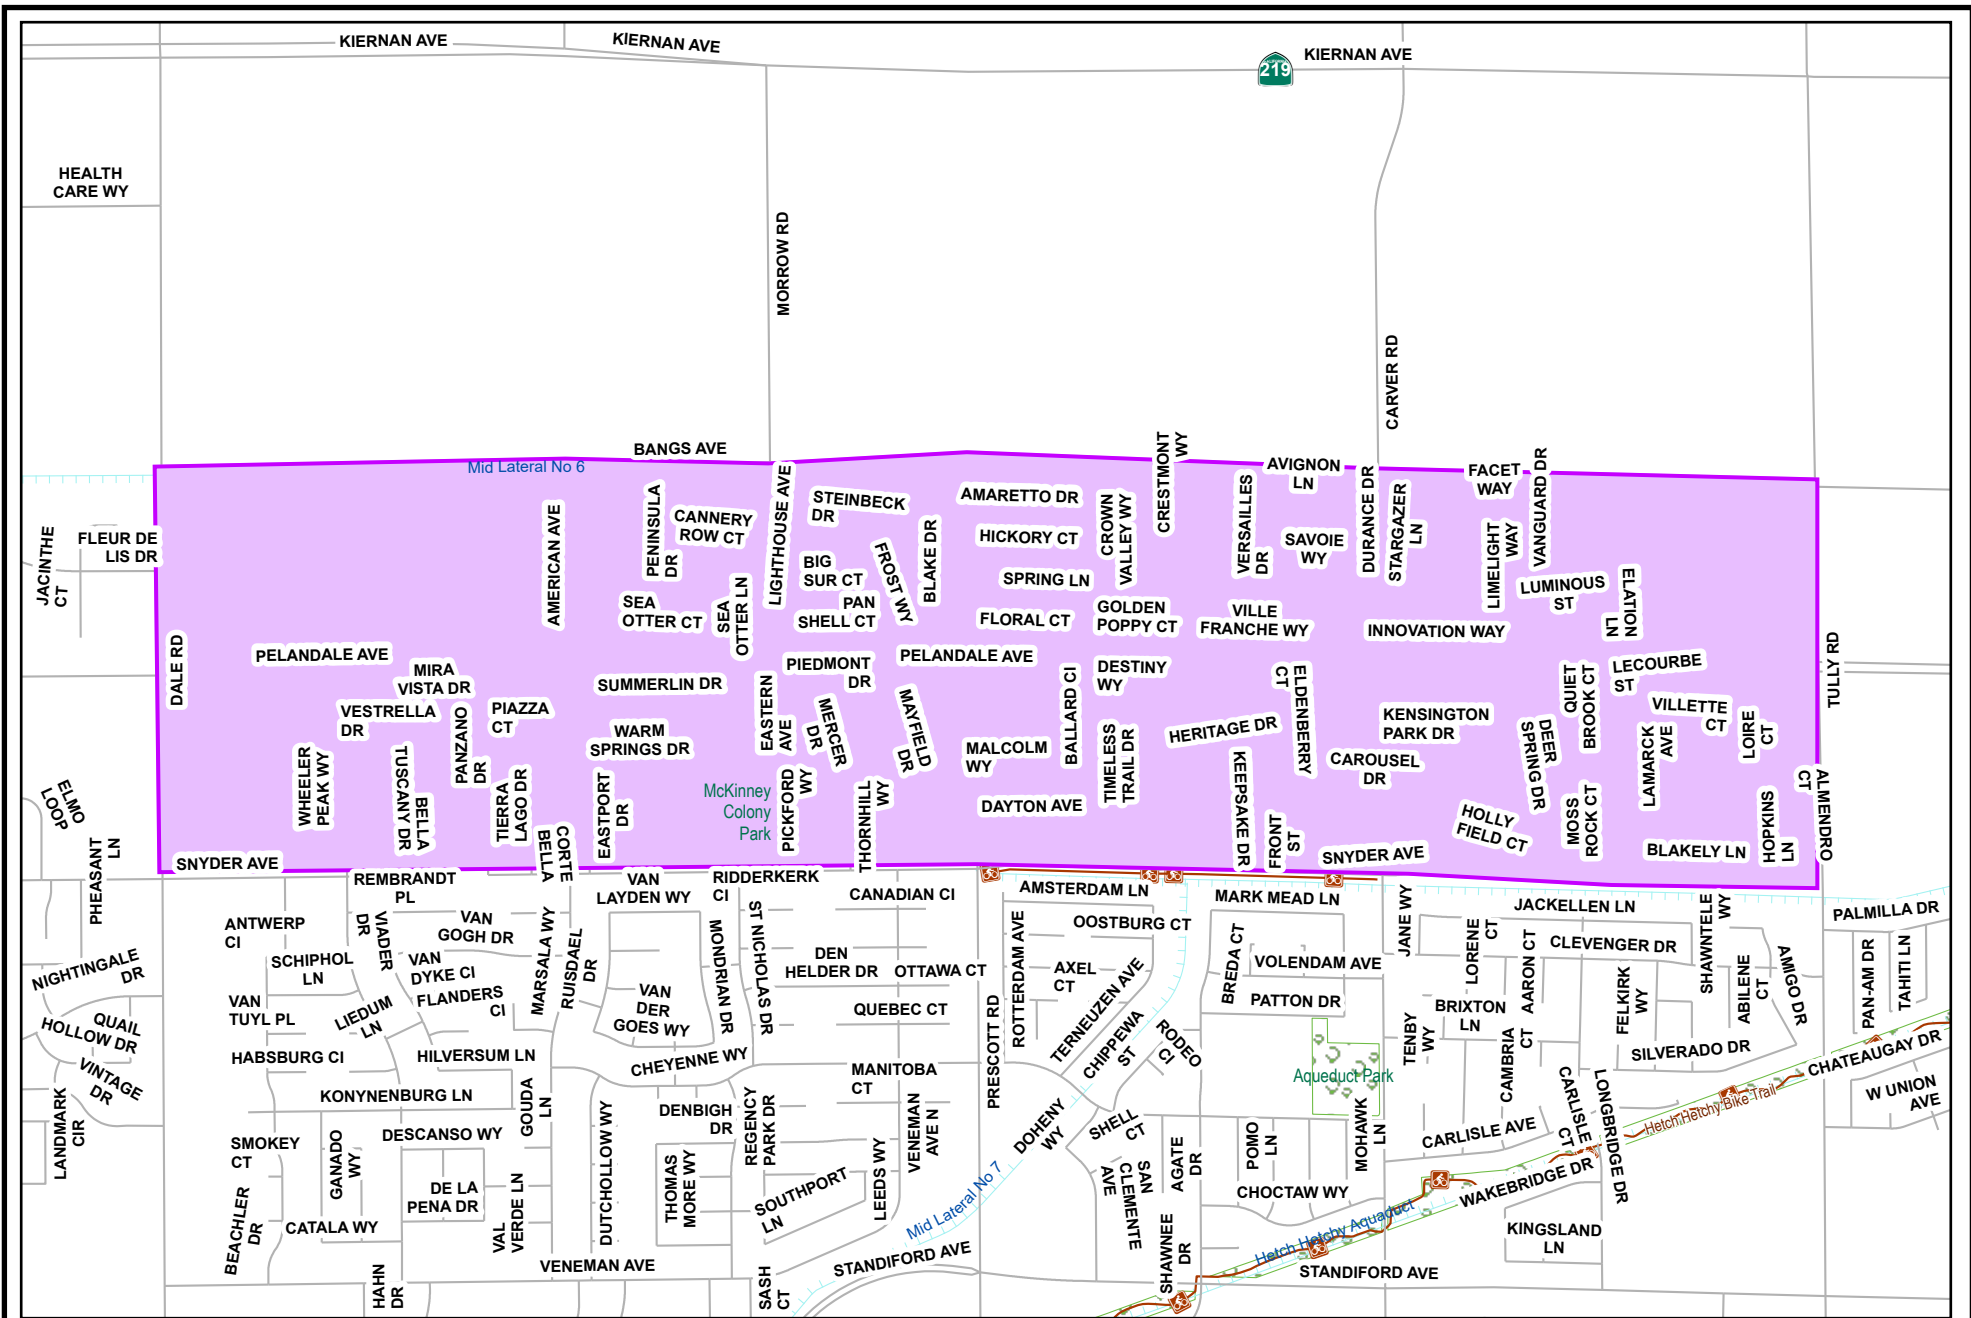 KIERNAN AVE
KIERNAN AVE
KIERNAN AVE
219
HEALTH
CARE WY
MORROW RD
CARVER RD
BANGS AVE
Mid Lateral No 6
CRESTMONT
WY
AVIGNON
LN
FACET
WAY
VANGUARD DR
JACINTHE
CT
FLEUR DE
LIS DR
AMERICAN AVE
PENINSULA
DR
CANNERY
ROW CT
LIGHTHOUSE AVE
STEINBECK
DR
BIG
SUR CT
FROST WY
BLAKE DR
AMARETTO DR
HICKORY CT
SPRING LN
FLORAL CT
CROWN
VALLEY WY
VERSAILLES
DR
SAVOIE
WY
DURANCE DR
STARGAZER
LN
LIMELIGHT
WAY
LUMINOUS
ST
ELATION
LN
SEA
OTTER CT
SEA
OTTER LN
PAN
SHELL CT
GOLDEN
POPPY CT
VILLE
FRANCHE WY
INNOVATION WAY
DALE RD
TULLY RD
PELANDALE AVE
MIRA
VISTA DR
SUMMERLIN DR
PIEDMONT
DR
PELANDALE AVE
BALLARD CI
DESTINY
WY
ELDENBERRY
CT
QUIET
BROOK CT
LECOURBE
ST
VESTRELLA
DR
PANZANO
DR
PIAZZA
CT
WARM
SPRINGS DR
EASTERN
AVE
MERCER
DR
MAYFIELD
DR
MALCOLM
WY
TIMELESS
TRAIL DR
HERITAGE DR
KENSINGTON
PARK DR
DEER
SPRING DR
VILLETTE
CT
LOIRE
CT
LAMARCK
AVE
WHEELER
PEAK WY
TUSCANY DR
BELLA
TIERRA
LAGO DR
EASTPORT
DR
McKinney
Colony
Park
PICKFORD
WY
THORNHILL
WY
DAYTON AVE
KEEPSAKE DR
CAROUSEL
DR
FRONT
ST
HOLLY
FIELD CT
MOSS
ROCK CT
BLAKELY LN
HOPKINS
LN
ALMENDRO
CT
ELMO
LOOP
PHEASANT
LN
SNYDER AVE
BELLA
CORTE
SNYDER AVE
REMBRANDT
PL
VAN
LAYDEN WY
RIDDERKERK
CI
CANADIAN CI
AMSTERDAM LN
MARK MEAD LN
JANE WY
JACKELLEN LN
SHAWNTELE
WY
PALMILLA DR
ANTWERP
CI
VADER
DR
VAN
GOGH DR
MARSALA WY
RUISDAEL
DR
MONDRIAN DR
ST NICHOLAS DR
DEN
HELDER DR
OTTAWA CT
OOSTBURG CT
ROTTERDAM AVE
AXEL
CT
TERNEUZEN AVE
BREDA CT
VOLENDAM AVE
PATTON DR
LORENE
CT
CLEVENGER DR
AARON CT
FELKIRK
WY
ABILENE
CT
AMIGO DR
PAN-AM DR
TAHITI LN
NIGHTINGALE
DR
SCHIPHOL
LN
VAN
DYKE CI
FLANDERS
CI
VAN
TUYL PL
LIEDUM
LN
VAN
DER
GOES WY
QUEBEC CT
PRESCOTT RD
CHIPPEWA
ST
RODEO
CI
TENBY
WY
BRIXTON
LN
CAMBRIA
CT
SILVERADO DR
QUAIL
HOLLOW DR
HABSBURG CI
HILVERSUM LN
CHEYENNE WY
MANITOBA
CT
Aqueduct Park
CHATEAUGAY DR
VINTAGE
DR
KONYNENBURG LN
GOUDA
LN
DENBIGH
DR
REGENCY
PARK DR
VENEMAN
AVE N
DOHENY
WY
SHELL
CT
MOHAWK
LN
CARLISLE AVE
CARLISLE
CT
LONGBRIDGE DR
Hetch Hetchy Bike Trail
W UNION
AVE
LANDMARK
CIR
SMOKEY
CT
GANADO
WY
DESCANSO WY
DUTCHOLLOW WY
THOMAS
MORE WY
LEEDS WY
SAN
CLEMENTE
AVE
AGATE
DR
POMO
LN
WAKEBRIDGE DR
BEACHLER
DR
CATALA WY
DE LA
PENA DR
VAL
VERDE LN
SOUTHPORT
LN
Mid Lateral No 7
SHAWNEE
DR
CHOCTAW WY
Hetch Hetchy Aquaduct
KINGSLAND
LN
HAHN
DR
VENEMAN AVE
SASH
CT
STANDIFORD AVE
STANDIFORD AVE